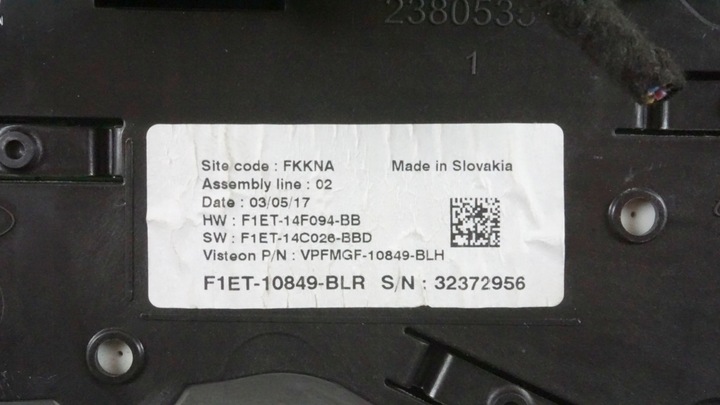 2380535
1
Site code : FKKNA Made in Slovakia
Assembly line : 02
Date : 03/05/17
HW : F1ET-14F094-BB
SW : F1ET-14C026-BBD
Visteon P/N : VPFMGF-10849-BLH
F1ET-10849-BLR S/N : 32372956